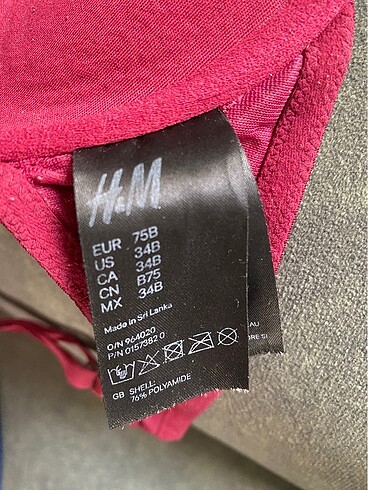 H&M
EUR 75B
US 34B
CA 34B
CN B75
MX 34B
Made in Sri Lanka
O/N 964020
P/N 0157382 0
GB SHELL:
76% POLYAMIDE
AU